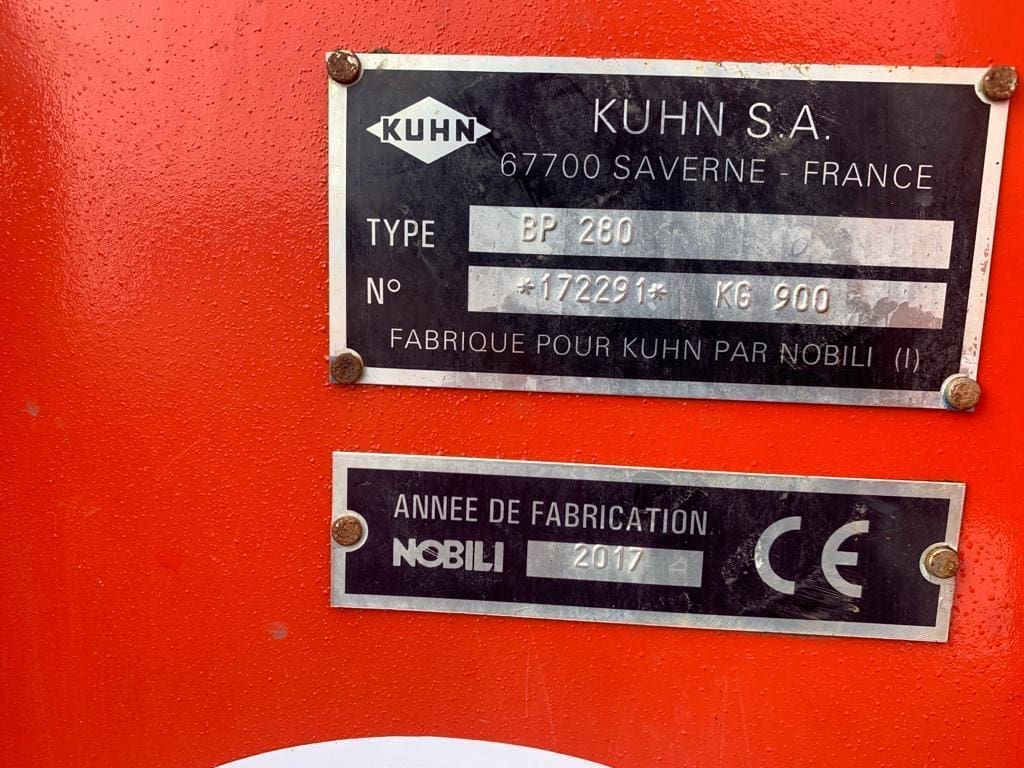 KUHN
KUHN S.A.
67700 SAVERNE - FRANCE
TYPE BP 280
N° *172291* KG 900
FABRIQUE POUR KUHN PAR NOBILI (I)
ANNEE DE FABRICATION
NOBILI 2017
CE